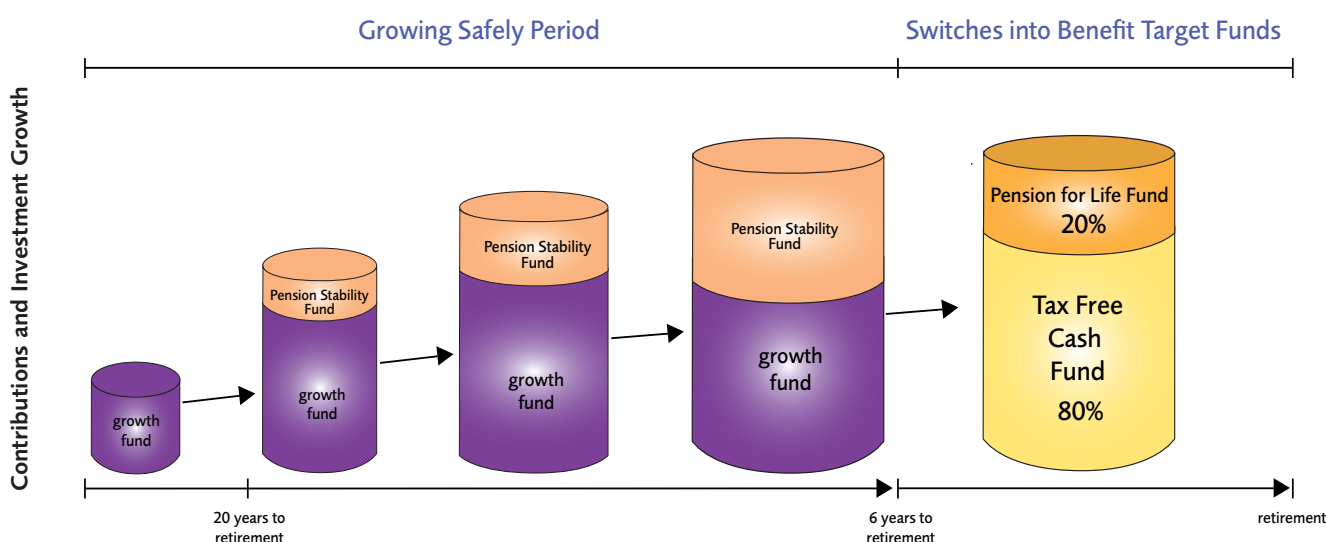 Growing Safely Period
Switches into Benefit Target Funds
Contributions and Investment Growth
growth
fund
Pension Stability
Fund
growth
fund
Pension Stability
Fund
growth
fund
Pension Stability
Fund
growth
fund
Pension for Life Fund
20%
Tax Free
Cash
Fund
80%
20 years to
retirement
6 years to
retirement
retirement